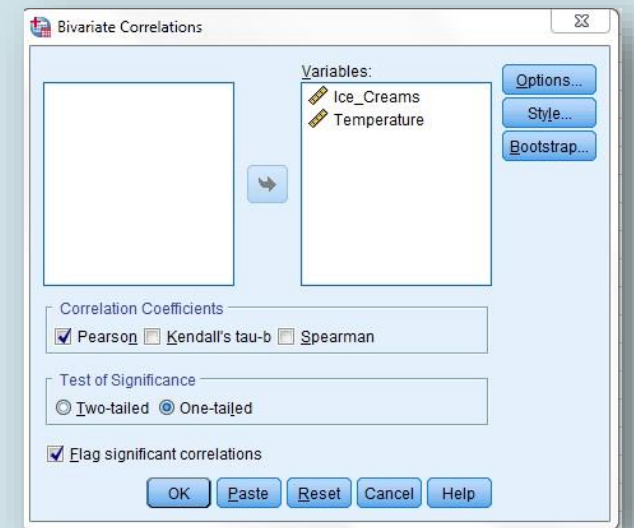 Bivariate Correlations
Variables:
Ice_Creams
Temperature
Options...
Style...
Bootstrap...
Correlation Coefficients
Pearson Kendall's tau-b Spearman
Test of Significance
Two-tailed One-tailed
Flag significant correlations
OK Paste Reset Cancel Help